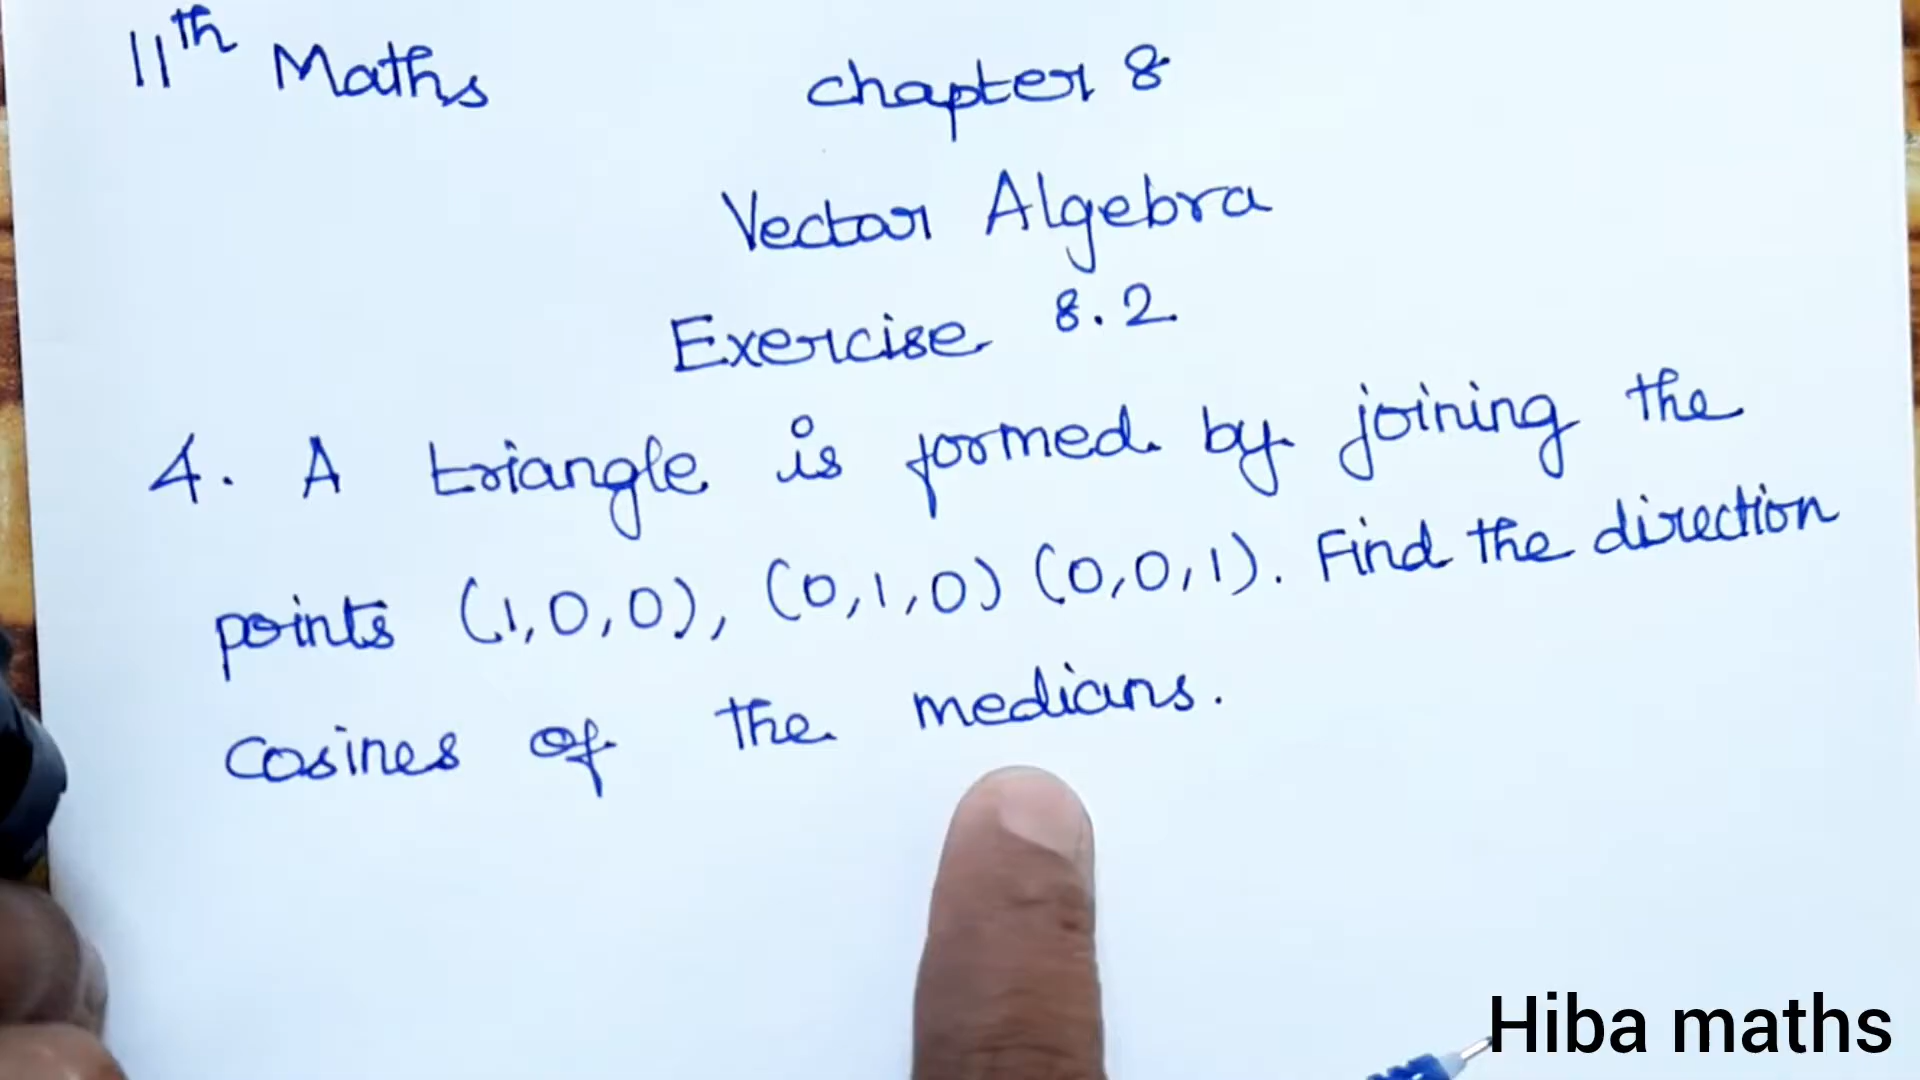 11th Maths chapter 8
Vector Algebra
Exercise 8.2
4. A triangle is formed by joining the
points (1,0,0), (0,1,0) (0,0,1). Find the direction
cosines of the medians.
Hiba maths